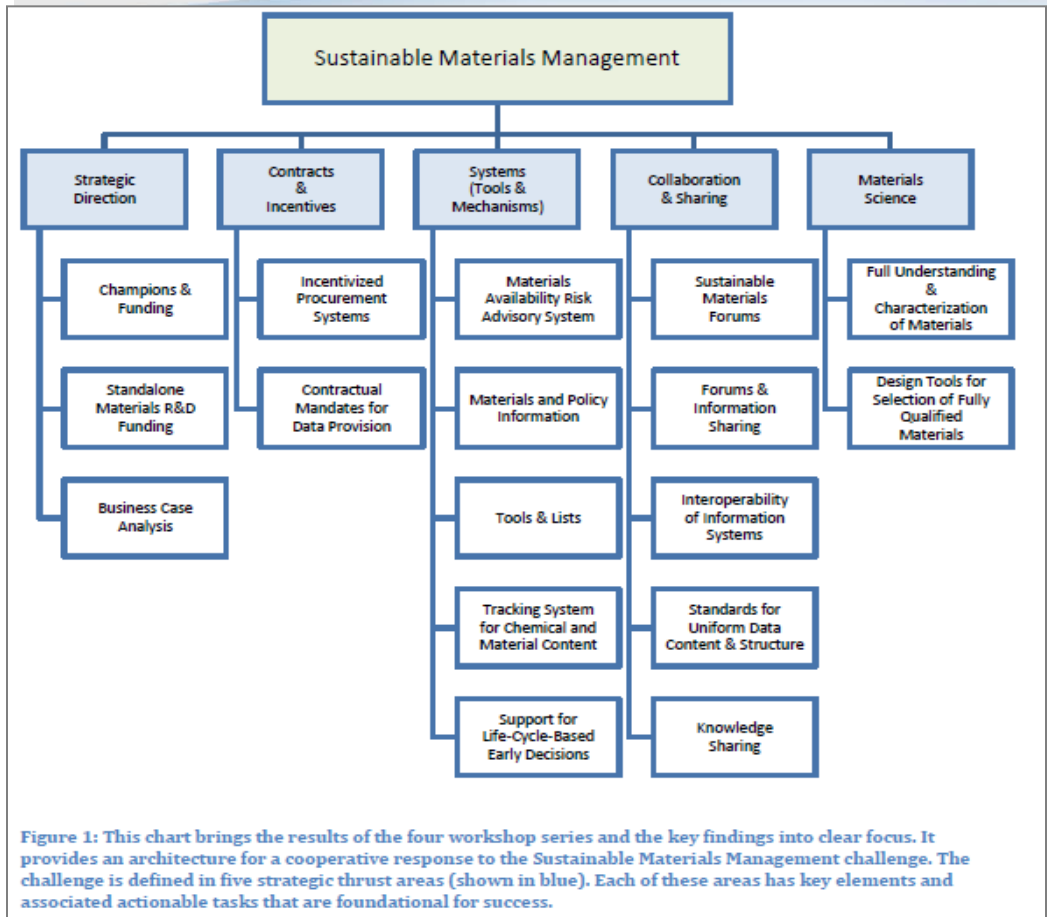 Sustainable Materials Management
Strategic
Direction
Contracts
&
Incentives
Systems
(Tools &
Mechanisms)
Collaboration
& Sharing
Materials
Science
Champions &
Funding
Incentivized
Procurement
Systems
Materials
Availability Risk
Advisory System
Sustainable
Materials
Forums
Full Understanding
&
Characterization
of Materials
Standalone
Materials R&D
Funding
Contractual
Mandates for
Data Provision
Materials and Policy
Information
Forums &
Information
Sharing
Design Tools for
Selection of Fully
Qualified
Materials
Business Case
Analysis
Tools & Lists
Interoperability
of Information
Systems
Tracking System
for Chemical and
Material Content
Standards for
Uniform Data
Content & Structure
Support for
Life-Cycle-Based
Early Decisions
Knowledge
Sharing
Figure 1: This chart brings the results of the four workshop series and the key findings into clear focus. It
provides an architecture for a cooperative response to the Sustainable Materials Management challenge. The
challenge is defined in five strategic thrust areas (shown in blue). Each of these areas has key elements and
associated actionable tasks that are foundational for success.